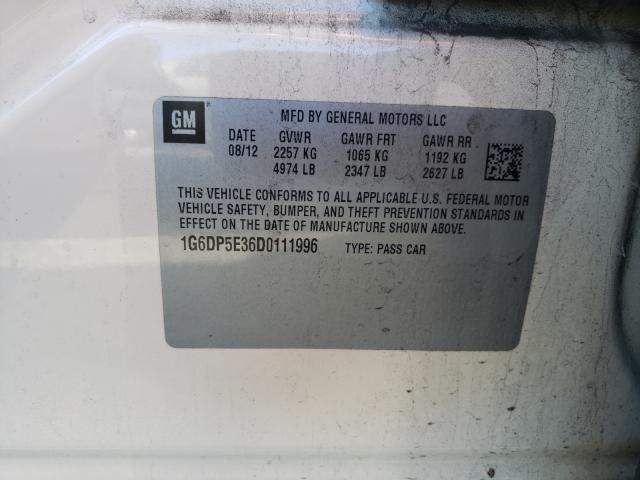 GM
MFD BY GENERAL MOTORS LLC
DATE GVWR GAWR FRT GAWR RR
08/12 2257 KG 1065 KG 1192 KG
4974 LB 2347 LB 2627 LB
THIS VEHICLE CONFORMS TO ALL APPLICABLE U.S. FEDERAL MOTOR
VEHICLE SAFETY, BUMPER, AND THEFT PREVENTION STANDARDS IN
EFFECT ON THE DATE OF MANUFACTURE SHOWN ABOVE.
1G6DP5E36D0111996 TYPE: PASS CAR